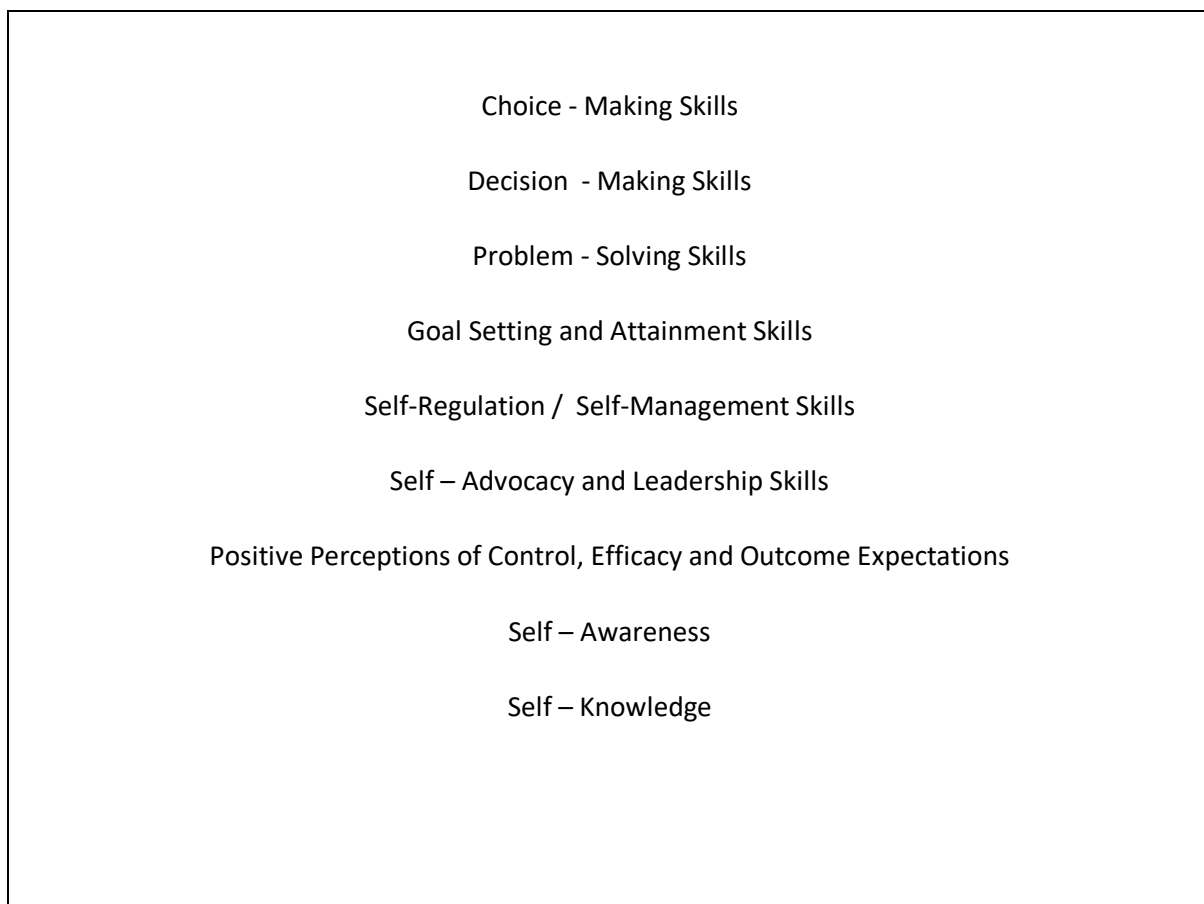 Choice - Making Skills
Decision  - Making Skills
Problem - Solving Skills
Goal Setting and Attainment Skills
Self-Regulation /  Self-Management Skills
Self – Advocacy and Leadership Skills
Positive Perceptions of Control, Efficacy and Outcome Expectations
Self – Awareness
Self – Knowledge